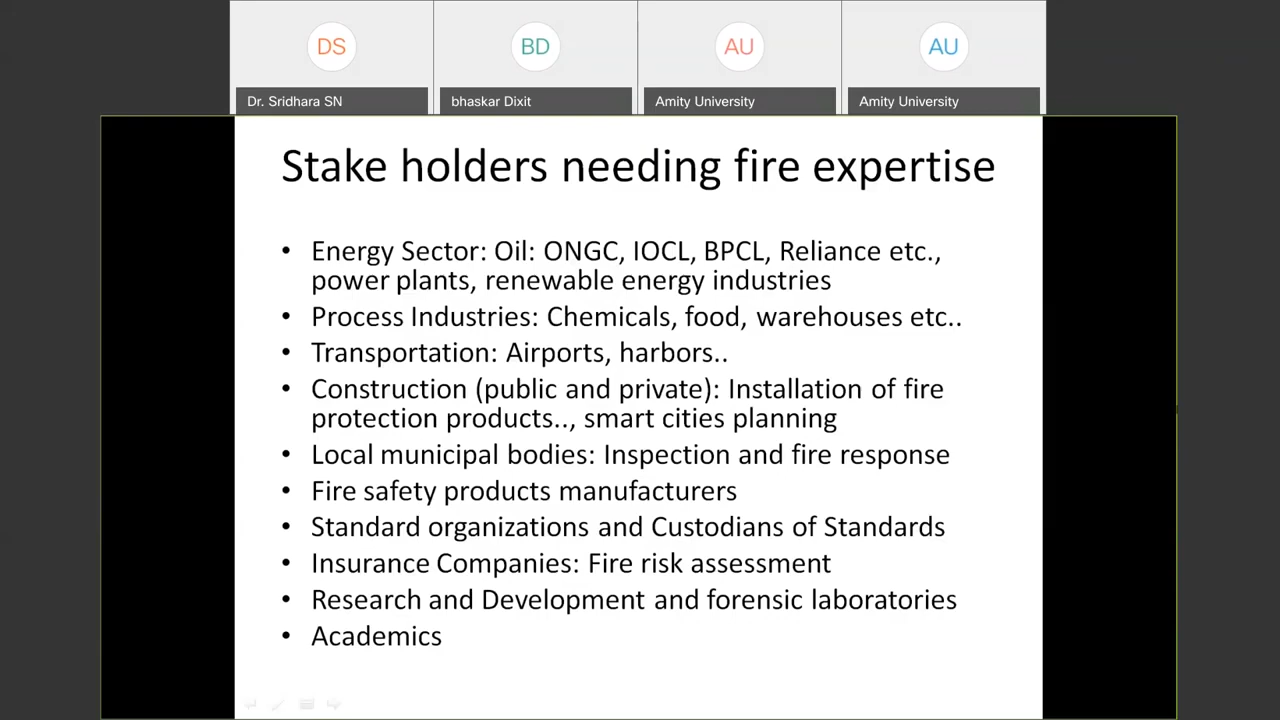 DS
BD
AU
AU
Dr. Sridhara SN
bhaskar Dixit
Amity University
Amity University
Stake holders needing fire expertise
• Energy Sector: Oil: ONGC, IOCL, BPCL, Reliance etc.,
power plants, renewable energy industries
• Process Industries: Chemicals, food, warehouses etc..
• Transportation: Airports, harbors..
• Construction (public and private): Installation of fire
protection products.., smart cities planning
• Local municipal bodies: Inspection and fire response
• Fire safety products manufacturers
• Standard organizations and Custodians of Standards
• Insurance Companies: Fire risk assessment
• Research and Development and forensic laboratories
• Academics